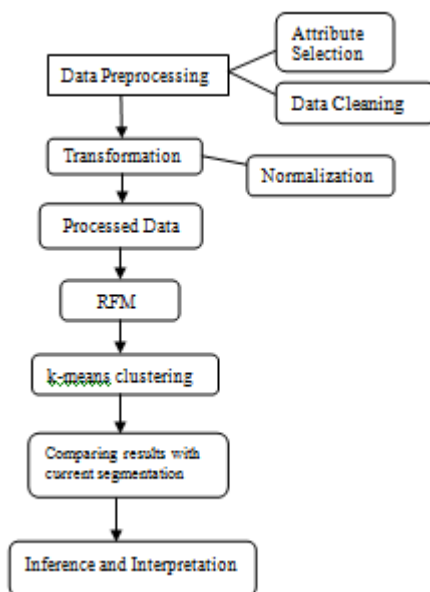 Attribute
Selection
Data Preprocessing
Data Cleaning
Transformation
Normalization
Processed Data
RFM
k-means clustering
Comparing results with
current segmentation
Inference and Interpretation